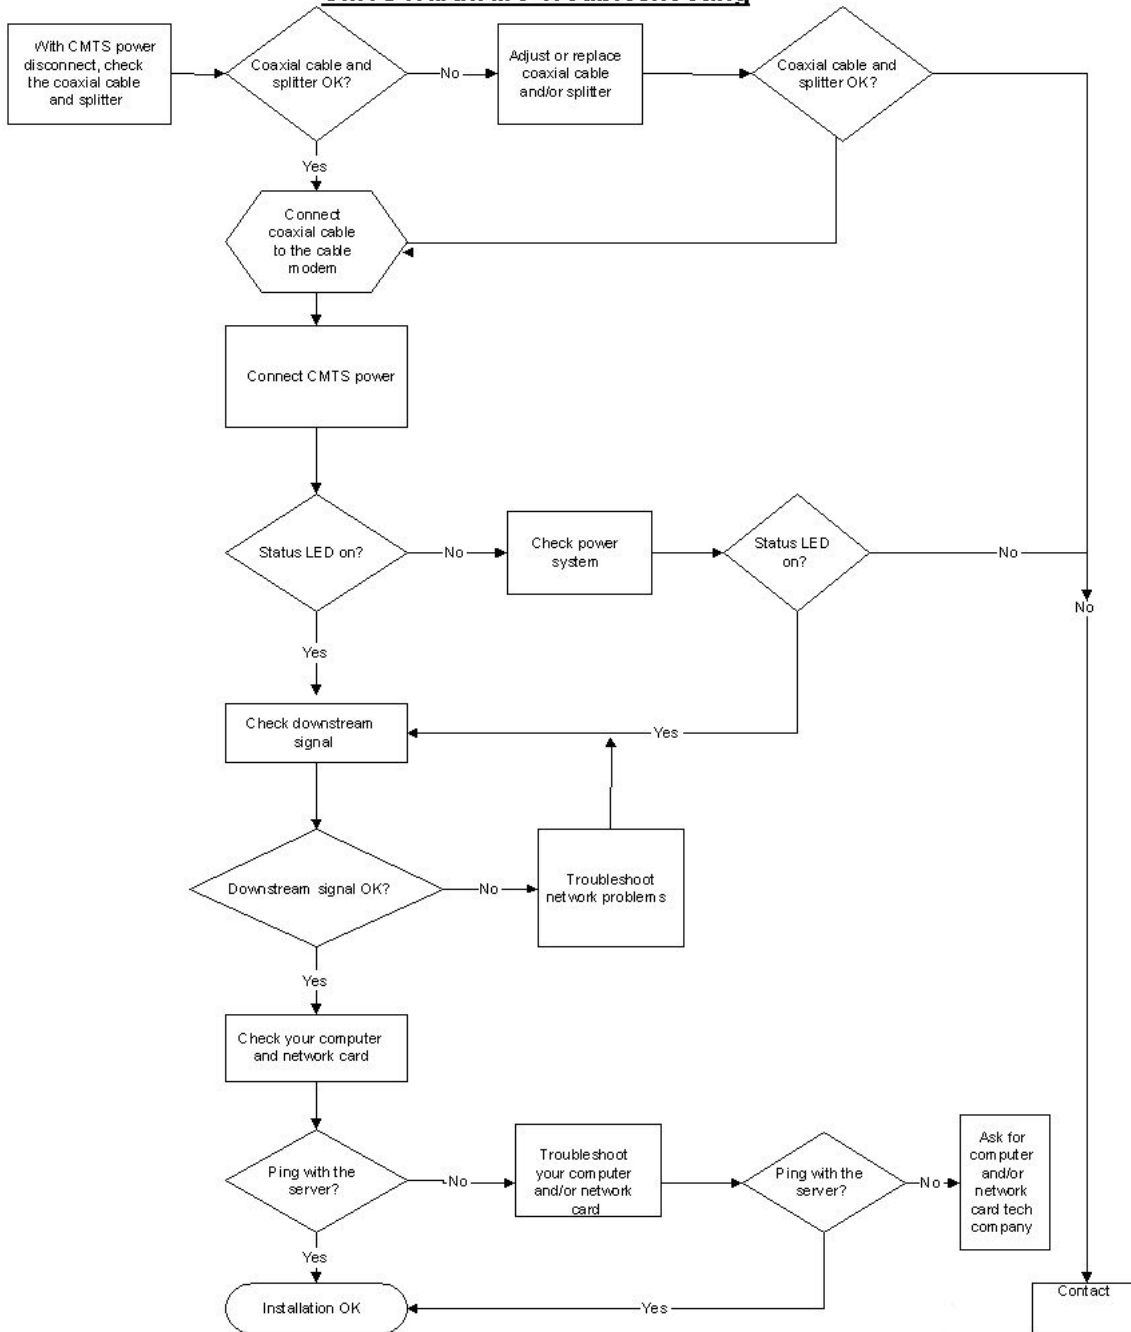 With CMTS power
disconnect, check
the coaxial cable
and splitter
Coaxial cable and
splitter OK?
No
Adjust or replace
coaxial cable
and/or splitter
Coaxial cable and
splitter OK?
Yes
Connect
coaxial cable
to the cable
modem
Connect CMTS power
Status LED on?
No
Check power
system
Status LED
on?
No
No
Yes
Check downstream
signal
Yes
Downstream signal OK?
No
Troubleshoot
network problems
Yes
Check your computer
and network card
Ping with the
server?
No
Troubleshoot
your computer
and/or network
card
Ping with the
server?
No
Ask for
computer
and/or
network
card tech
company
Yes
Installation OK
Yes
Contact